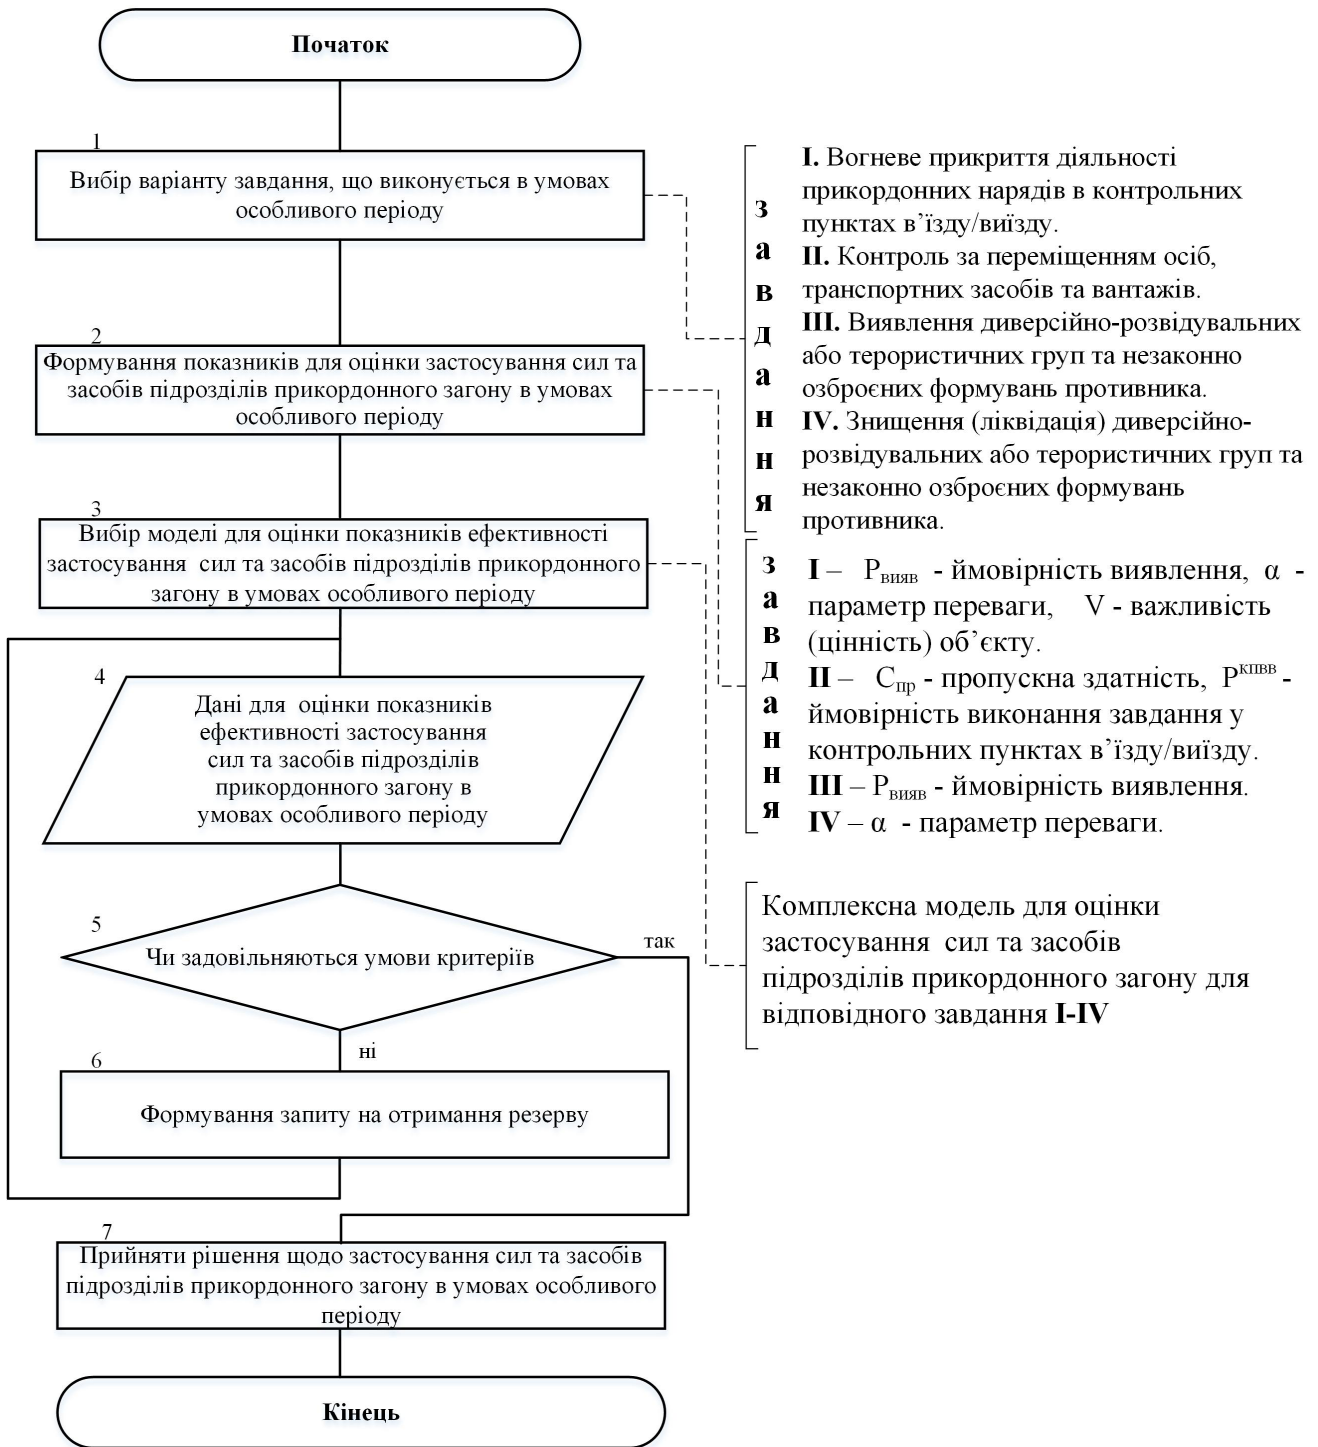 Початок
1
Вибір варіанту завдання, що виконується в умовах
особливого періоду
2
Формування показників для оцінки застосування сил та
засобів підрозділів прикордонного загону в умовах
особливого періоду
3
Вибір моделі для оцінки показників ефективності
застосування сил та засобів підрозділів прикордонного
загону в умовах особливого періоду
4
Дані для оцінки показників
ефективності застосування
сил та засобів підрозділів
прикордонного загону в
умовах особливого періоду
5
Чи задовільняються умови критеріїв
так
ні
6
Формування запиту на отримання резерву
7
Прийняти рішення щодо застосування сил та засобів
підрозділів прикордонного загону в умовах особливого
періоду
Кінець
завдання
I. Вогневе прикриття діяльності
прикордонних нарядів в контрольних
пунктах в’їзду/виїзду.
II. Контроль за переміщенням осіб,
транспортних засобів та вантажів.
III. Виявлення диверсійно-розвідувальних
або терористичних груп та незаконно
озброєних формувань противника.
IV. Знищення (ліквідація) диверсійно-
розвідувальних або терористичних груп та
незаконно озброєних формувань
противника.
завдання
I – Pвияв - ймовірність виявлення, α -
параметр переваги, V - важливість
(цінність) об’єкту.
II – Cпр - пропускна здатність, Pкпвв -
ймовірність виконання завдання у
контрольних пунктах в’їзду/виїзду.
III – Pвияв - ймовірність виявлення.
IV – α - параметр переваги.
Комплексна модель для оцінки
застосування сил та засобів
підрозділів прикордонного загону для
відповідного завдання I-IV